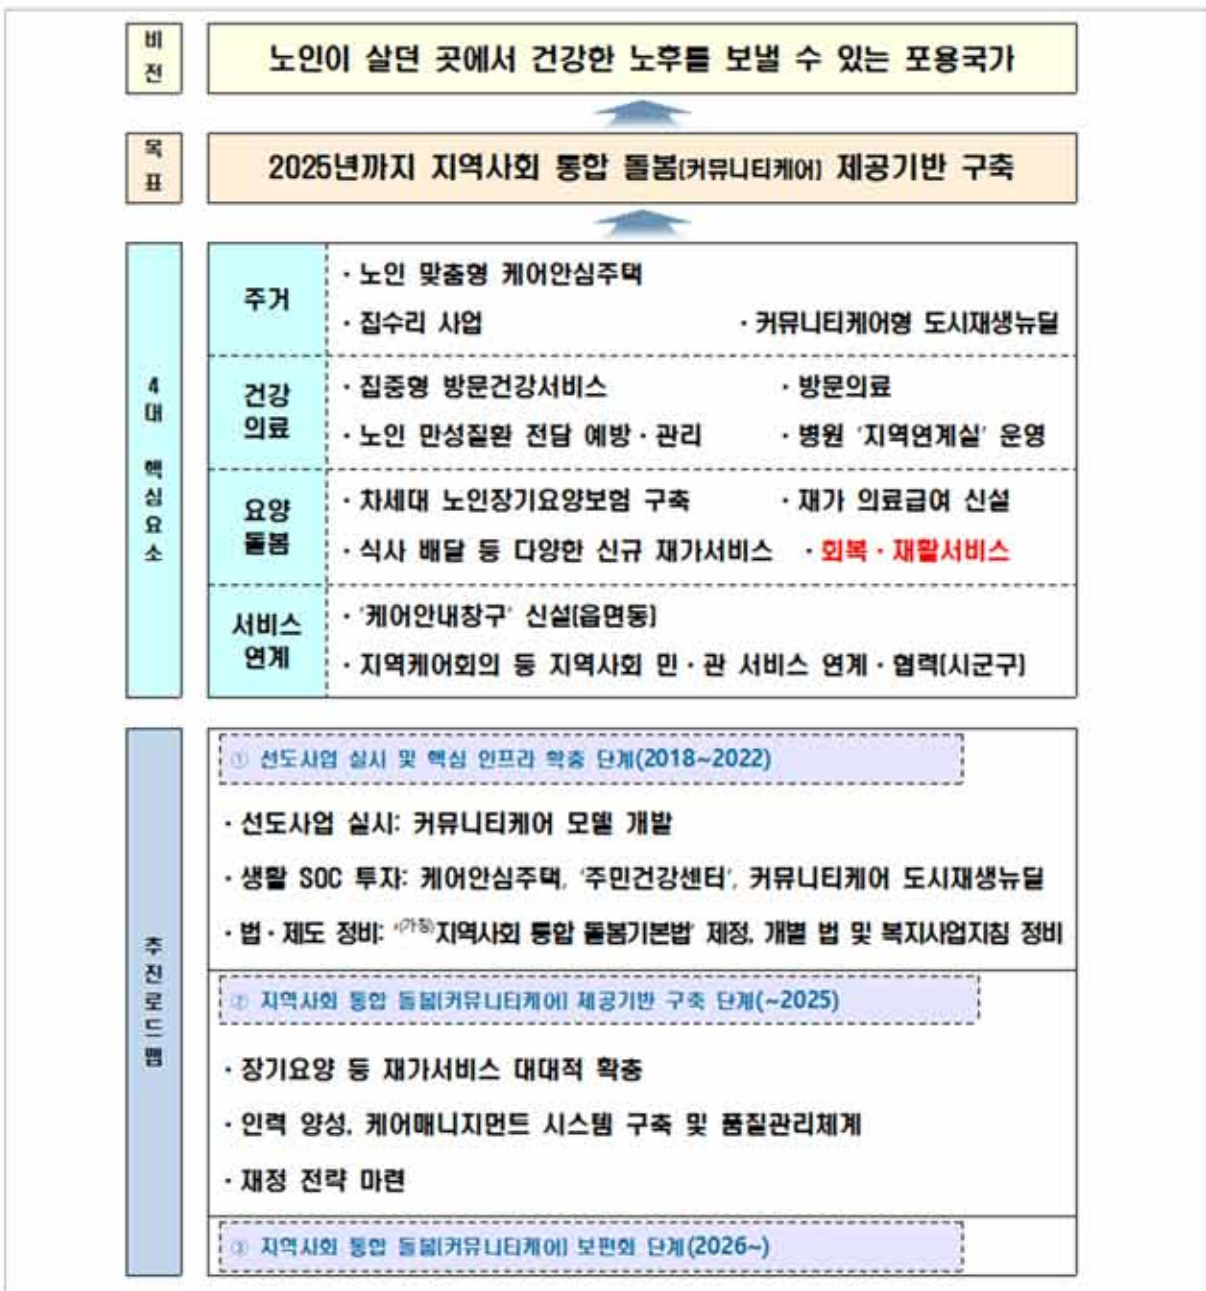 비전
노인이 살던 곳에서 건강한 노후를 보낼 수 있는 포용국가
목표
2025년까지 지역사회 통합 돌봄(커뮤니티케어) 제공기반 구축
4대 핵심요소
주거
· 노인 맞춤형 케어안심주택
· 집수리 사업 · 커뮤니티케어형 도시재생뉴딜
건강
의료
· 집중형 방문건강서비스 · 방문의료
· 노인 만성질환 전담 예방·관리 · 병원 '지역연계실' 운영
요양
돌봄
· 차세대 노인장기요양보험 구축 · 재가 의료급여 신설
· 식사 배달 등 다양한 신규 재가서비스 · 회복·재활서비스
서비스
연계
· '케어안내창구' 신설(읍면동)
· 지역케어회의 등 지역사회 민·관 서비스 연계·협력(시군구)
추진로드맵
① 선도사업 실시 및 핵심 인프라 확충 단계(2018~2022)
· 선도사업 실시: 커뮤니티케어 모델 개발
· 생활 SOC 투자: 케어안심주택, '주민건강센터', 커뮤니티케어 도시재생뉴딜
· 법·제도 정비: '(가칭)지역사회 통합 돌봄기본법' 제정, 개별 법 및 복지사업지침 정비
② 지역사회 통합 돌봄(커뮤니티케어) 제공기반 구축 단계(~2025)
· 장기요양 등 재가서비스 대대적 확충
· 인력 양성, 케어매니지먼트 시스템 구축 및 품질관리체계
· 재정 전략 마련
③ 지역사회 통합 돌봄(커뮤니티케어) 보편화 단계(2026~)